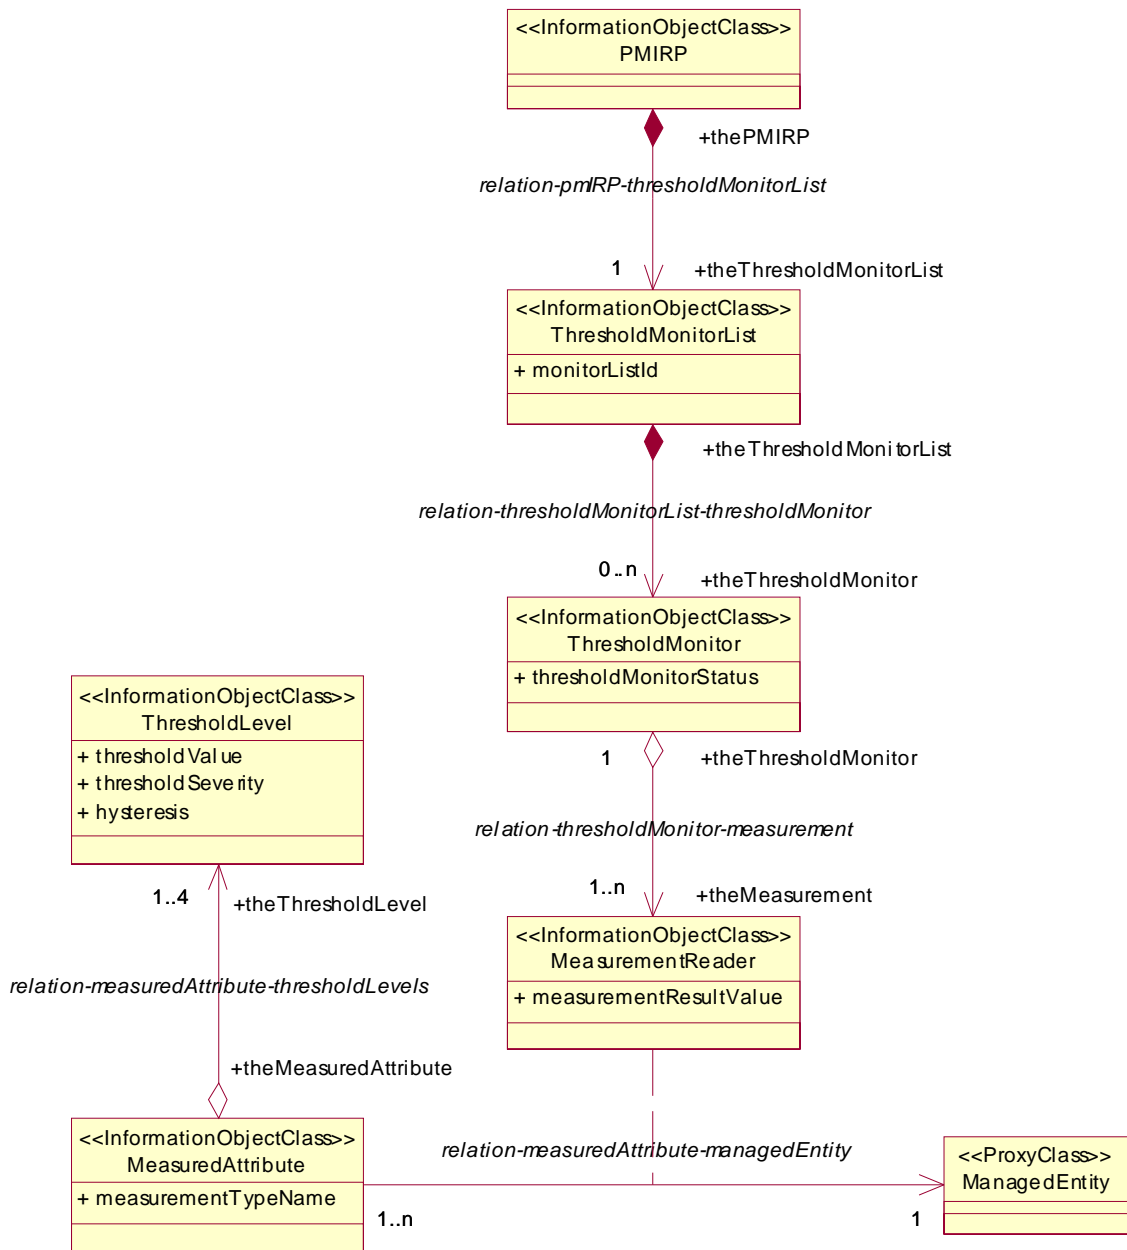 <<InformationObjectClass>>
PMIRP
+thePMIRP
relation-pmIRP-thresholdMonitorList
1
+theThresholdMonitorList
<<InformationObjectClass>>
ThresholdMonitorList
+ monitorListId
+theThresholdMonitorList
relation-thresholdMonitorList-thresholdMonitor
0..n
+theThresholdMonitor
<<InformationObjectClass>>
ThresholdMonitor
+ thresholdMonitorStatus
1
+theThresholdMonitor
<<InformationObjectClass>>
ThresholdLevel
+ thresholdValue
+ thresholdSeverity
+ hysteresis
relation-thresholdMonitor-measurement
1..n
+theMeasurement
1..4
+theThresholdLevel
<<InformationObjectClass>>
MeasurementReader
+ measurementResultValue
relation-measuredAttribute-thresholdLevels
+theMeasuredAttribute
<<InformationObjectClass>>
MeasuredAttribute
+ measurementTypeName
relation-measuredAttribute-managedEntity
1..n
1
<<ProxyClass>>
ManagedEntity